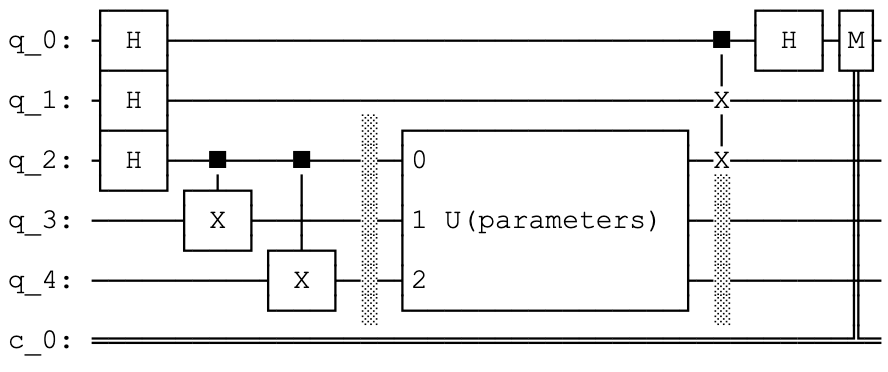 q_0: H H M
q_1: H X
q_2: H 0 X
q_3: X 1 U(parameters)
q_4: X 2
c_0: